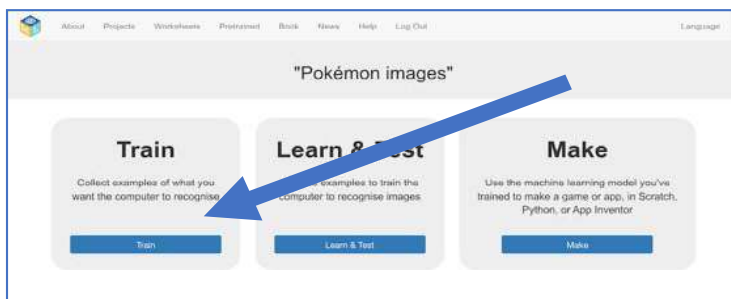 About Projects Worksheets Pretrained Book News Help Log Out Language
"Pokémon images"
Train
Collect examples of what you
want the computer to recognise
Train
Learn & Test
examples to train the
computer to recognise images
Learn & Test
Make
Use the machine learning model you've
trained to make a game or app, in Scratch,
Python, or App Inventor
Make